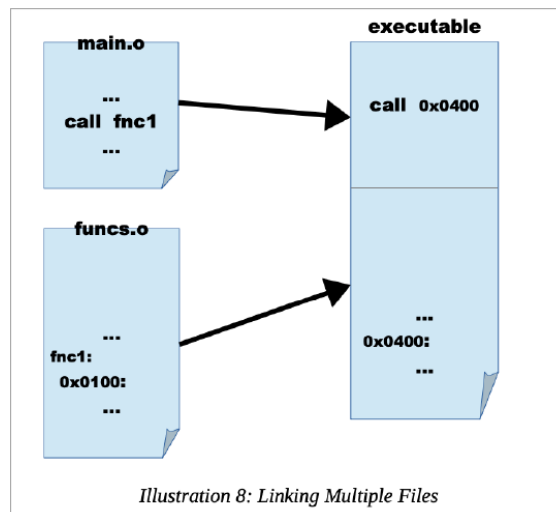 main.o
...
call fnc1
...
funcs.o
...
fnc1:
0x0100:
...
executable
call 0x0400
...
0x0400:
...
Illustration 8: Linking Multiple Files